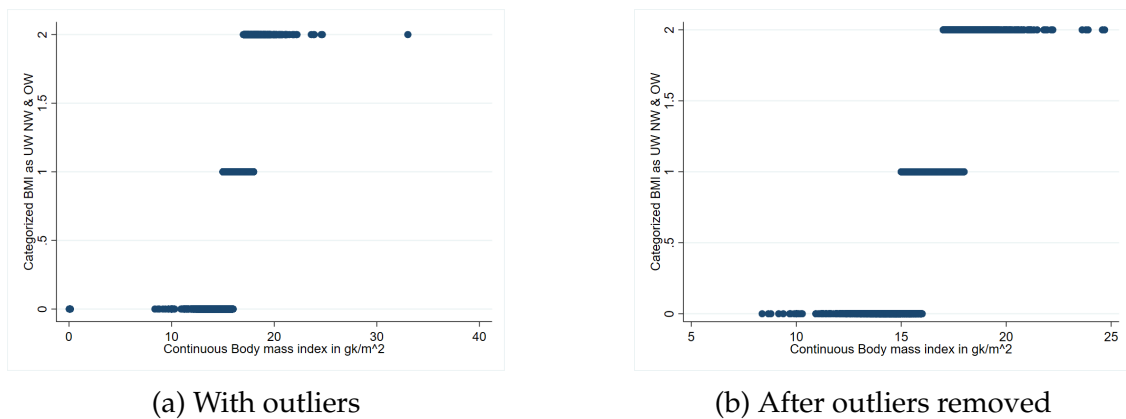 Categorized BMI as UW NW & OW
2
1.5
1
.5
0
0 10 20 30 40
Continuous Body mass index in gk/m^2
(a) With outliers
Categorized BMI as UW NW & OW
2
1.5
1
.5
0
5 10 15 20 25
Continuous Body mass index in gk/m^2
(b) After outliers removed